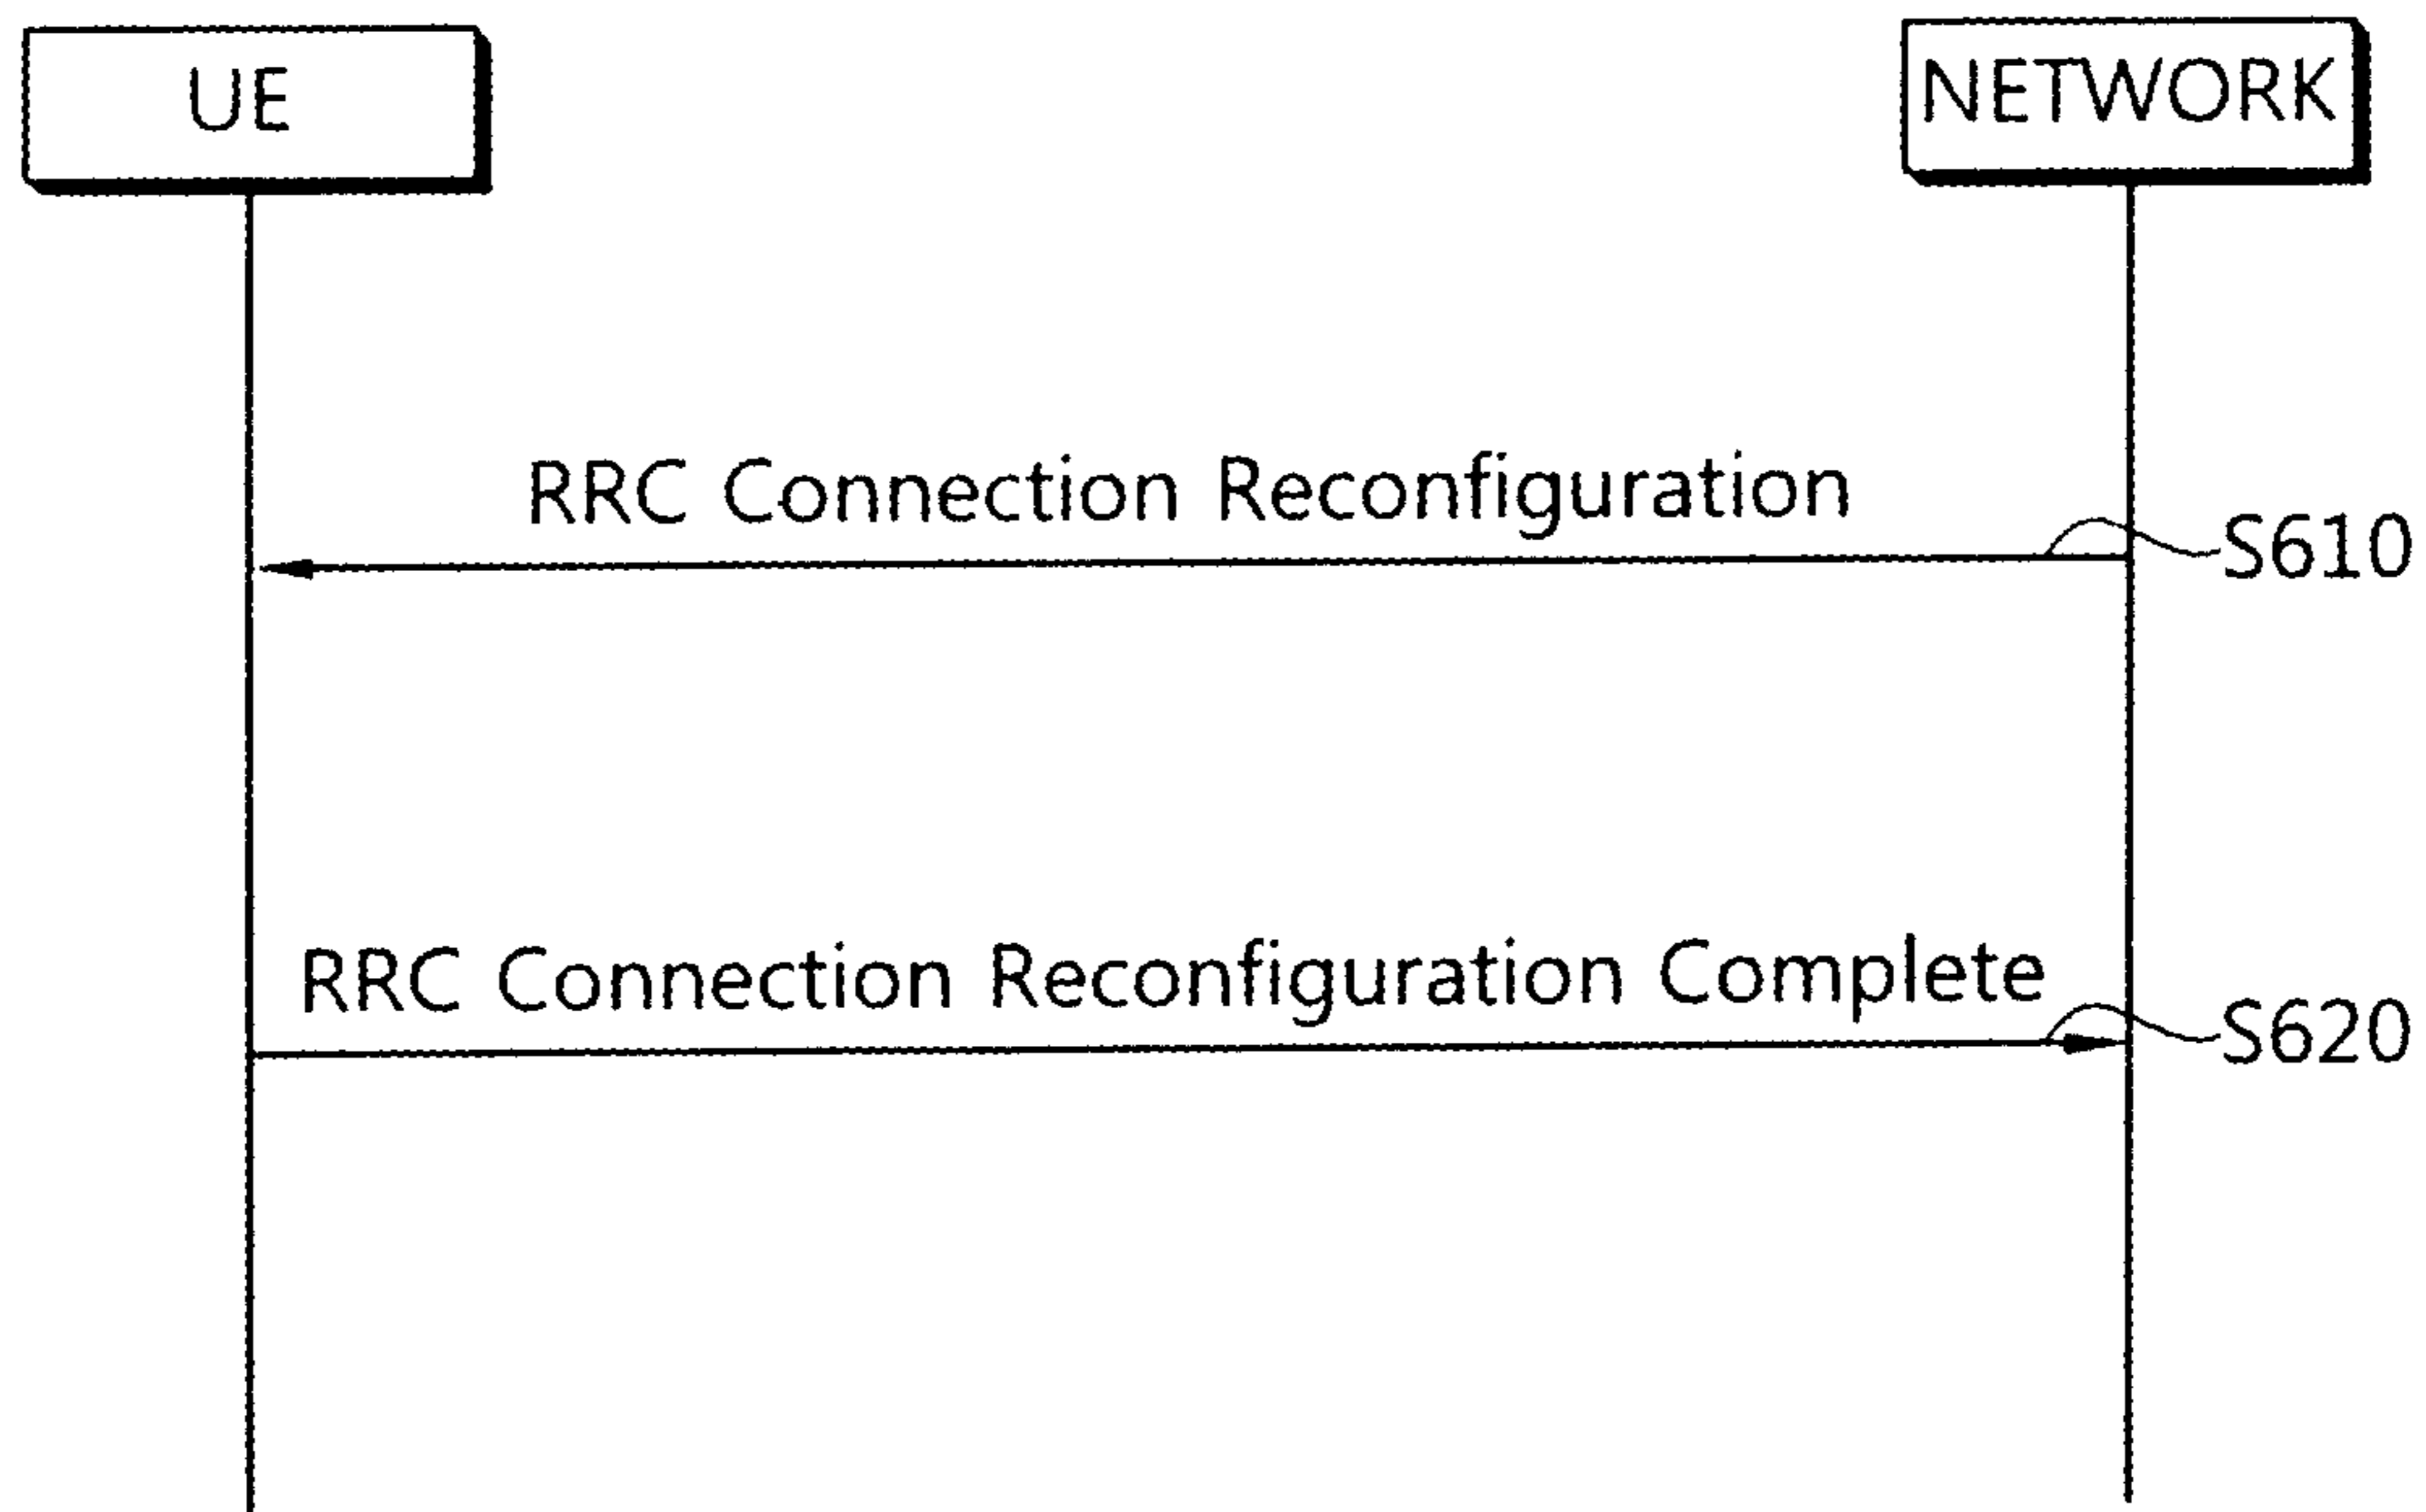 UE
NETWORK
RRC Connection Reconfiguration
S610
RRC Connection Reconfiguration Complete
S620